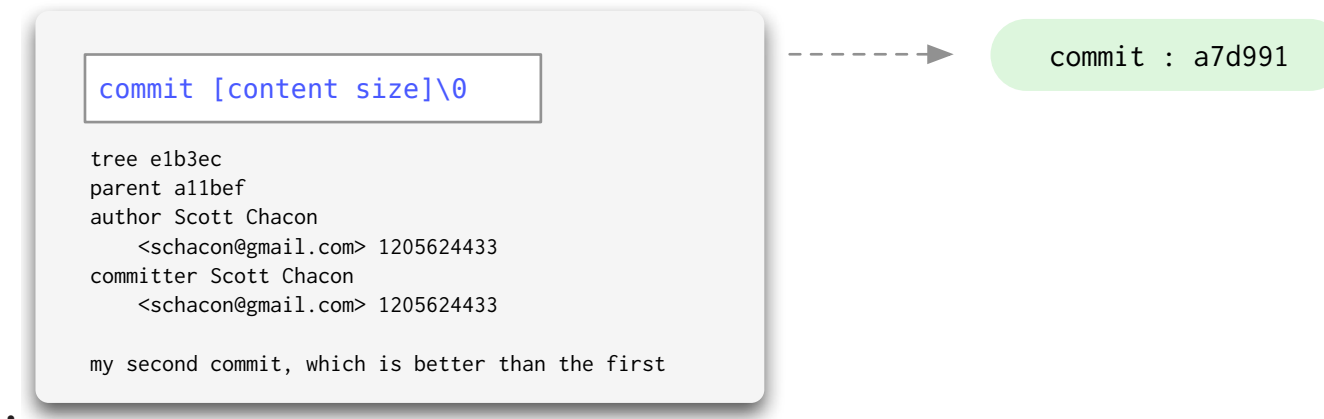 commit [content size]\0
commit : a7d991
tree e1b3ec
parent a11bef
author Scott Chacon
<schacon@gmail.com> 1205624433
committer Scott Chacon
<schacon@gmail.com> 1205624433
my second commit, which is better than the first